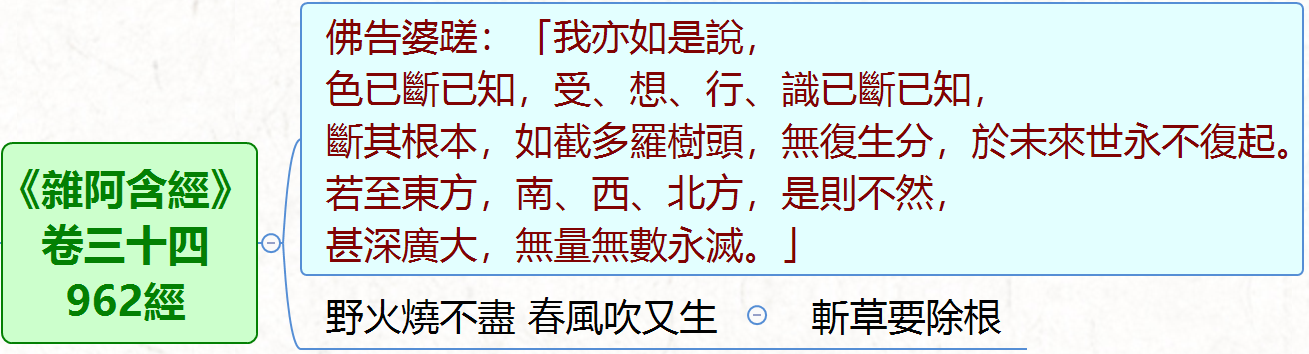 《雜阿含經》
卷三十四
962經
佛告婆蹉：「我亦如是說，
色已斷已知，受、想、行、識已斷已知，
斷其根本，如截多羅樹頭，無復生分，於未來世永不復起。
若至東方，南、西、北方，是則不然，
甚深廣大，無量無數永滅。」
野火燒不盡 春風吹又生
斬草要除根